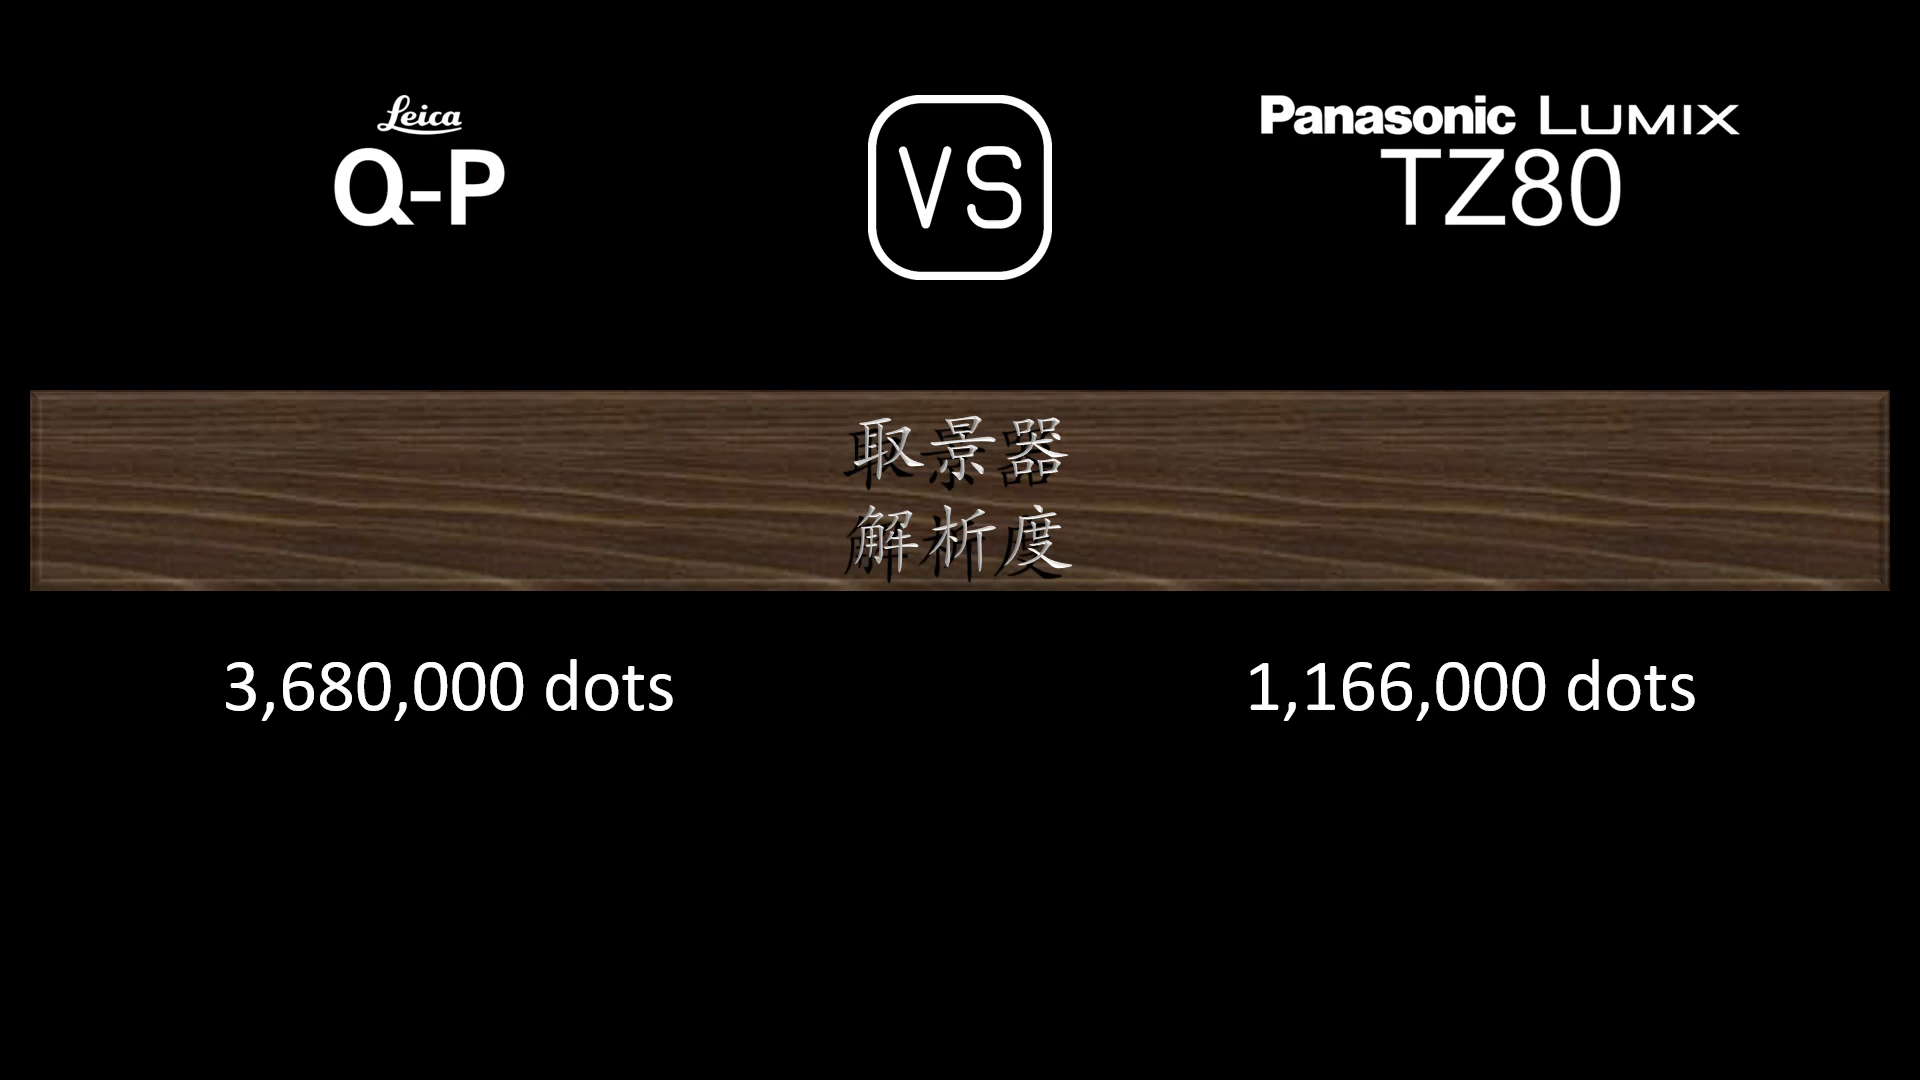 Leica
Q-P
VS
Panasonic LUMIX
TZ80
取景器
解析度
3,680,000 dots
1,166,000 dots